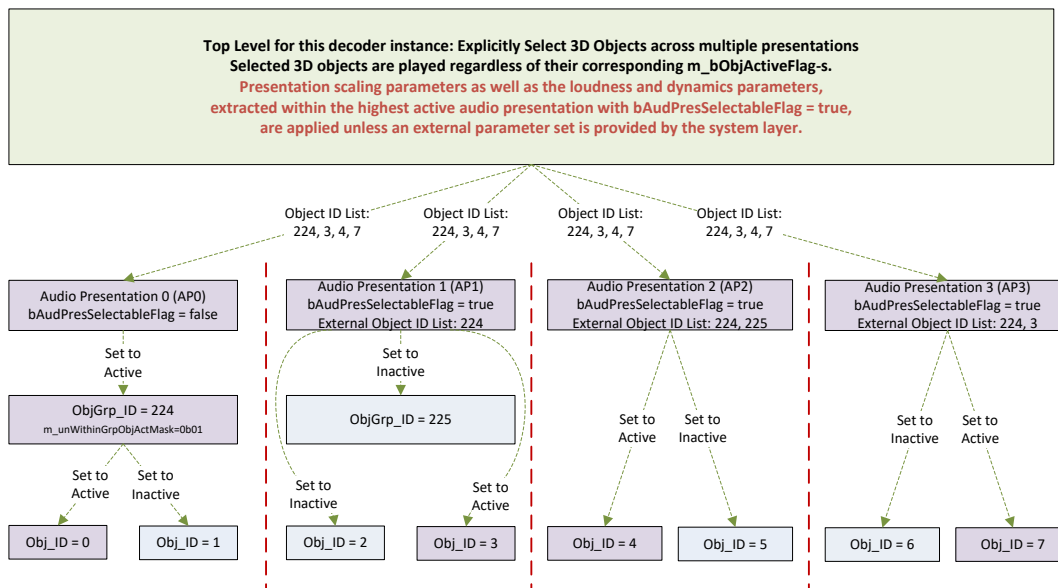 Top Level for this decoder instance: Explicitly Select 3D Objects across multiple presentations
Selected 3D objects are played regardless of their corresponding m_bObjActiveFlag-s.
Presentation scaling parameters as well as the loudness and dynamics parameters,
extracted within the highest active audio presentation with bAudPresSelectableFlag = true,
are applied unless an external parameter set is provided by the system layer.
Object ID List:
224, 3, 4, 7
Object ID List:
224, 3, 4, 7
Object ID List:
224, 3, 4, 7
Object ID List:
224, 3, 4, 7
Audio Presentation 0 (AP0)
bAudPresSelectableFlag = false
Set to
Active
ObjGrp_ID = 224
m_unWithinGrpObjActMask=0b01
Set to
Active
Set to
Inactive
Obj_ID = 0
Obj_ID = 1
Audio Presentation 1 (AP1)
bAudPresSelectableFlag = true
External Object ID List: 224
Set to
Inactive
ObjGrp_ID = 225
Set to
Inactive
Set to
Active
Obj_ID = 2
Obj_ID = 3
Audio Presentation 2 (AP2)
bAudPresSelectableFlag = true
External Object ID List: 224, 225
Set to
Active
Set to
Inactive
Obj_ID = 4
Obj_ID = 5
Audio Presentation 3 (AP3)
bAudPresSelectableFlag = true
External Object ID List: 224, 3
Set to
Inactive
Set to
Active
Obj_ID = 6
Obj_ID = 7